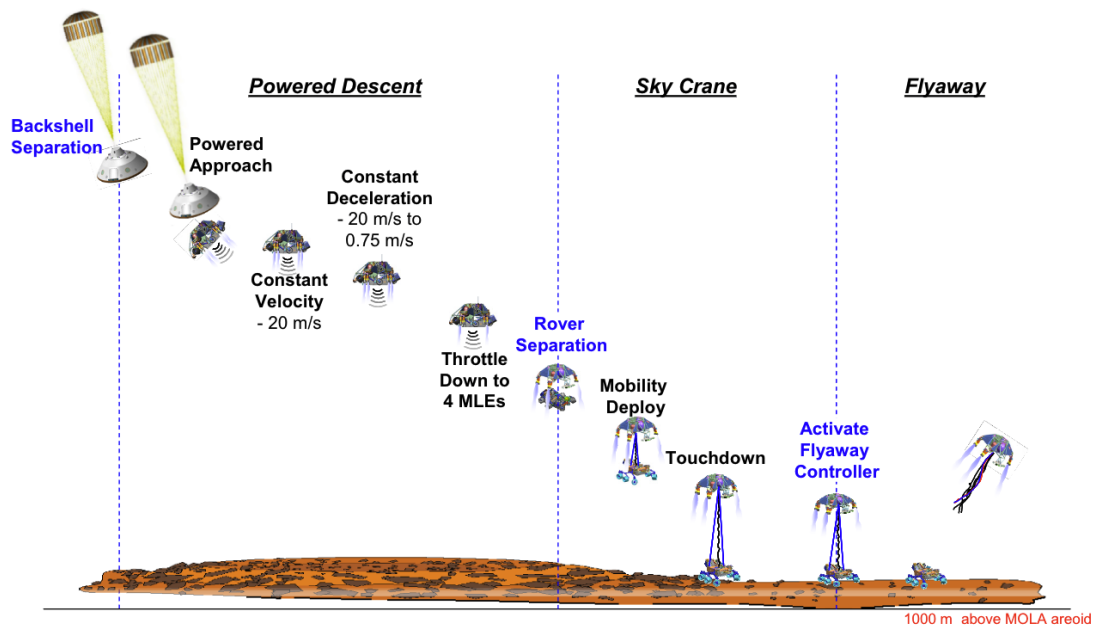 Powered Descent
Sky Crane
Flyaway
Backshell
Separation
Powered
Approach
Constant
Deceleration
- 20 m/s to
0.75 m/s
Constant
Velocity
- 20 m/s
Throttle
Down to
4 MLEs
Rover
Separation
Mobility
Deploy
Touchdown
Activate
Flyaway
Controller
1000 m  above MOLA areoid